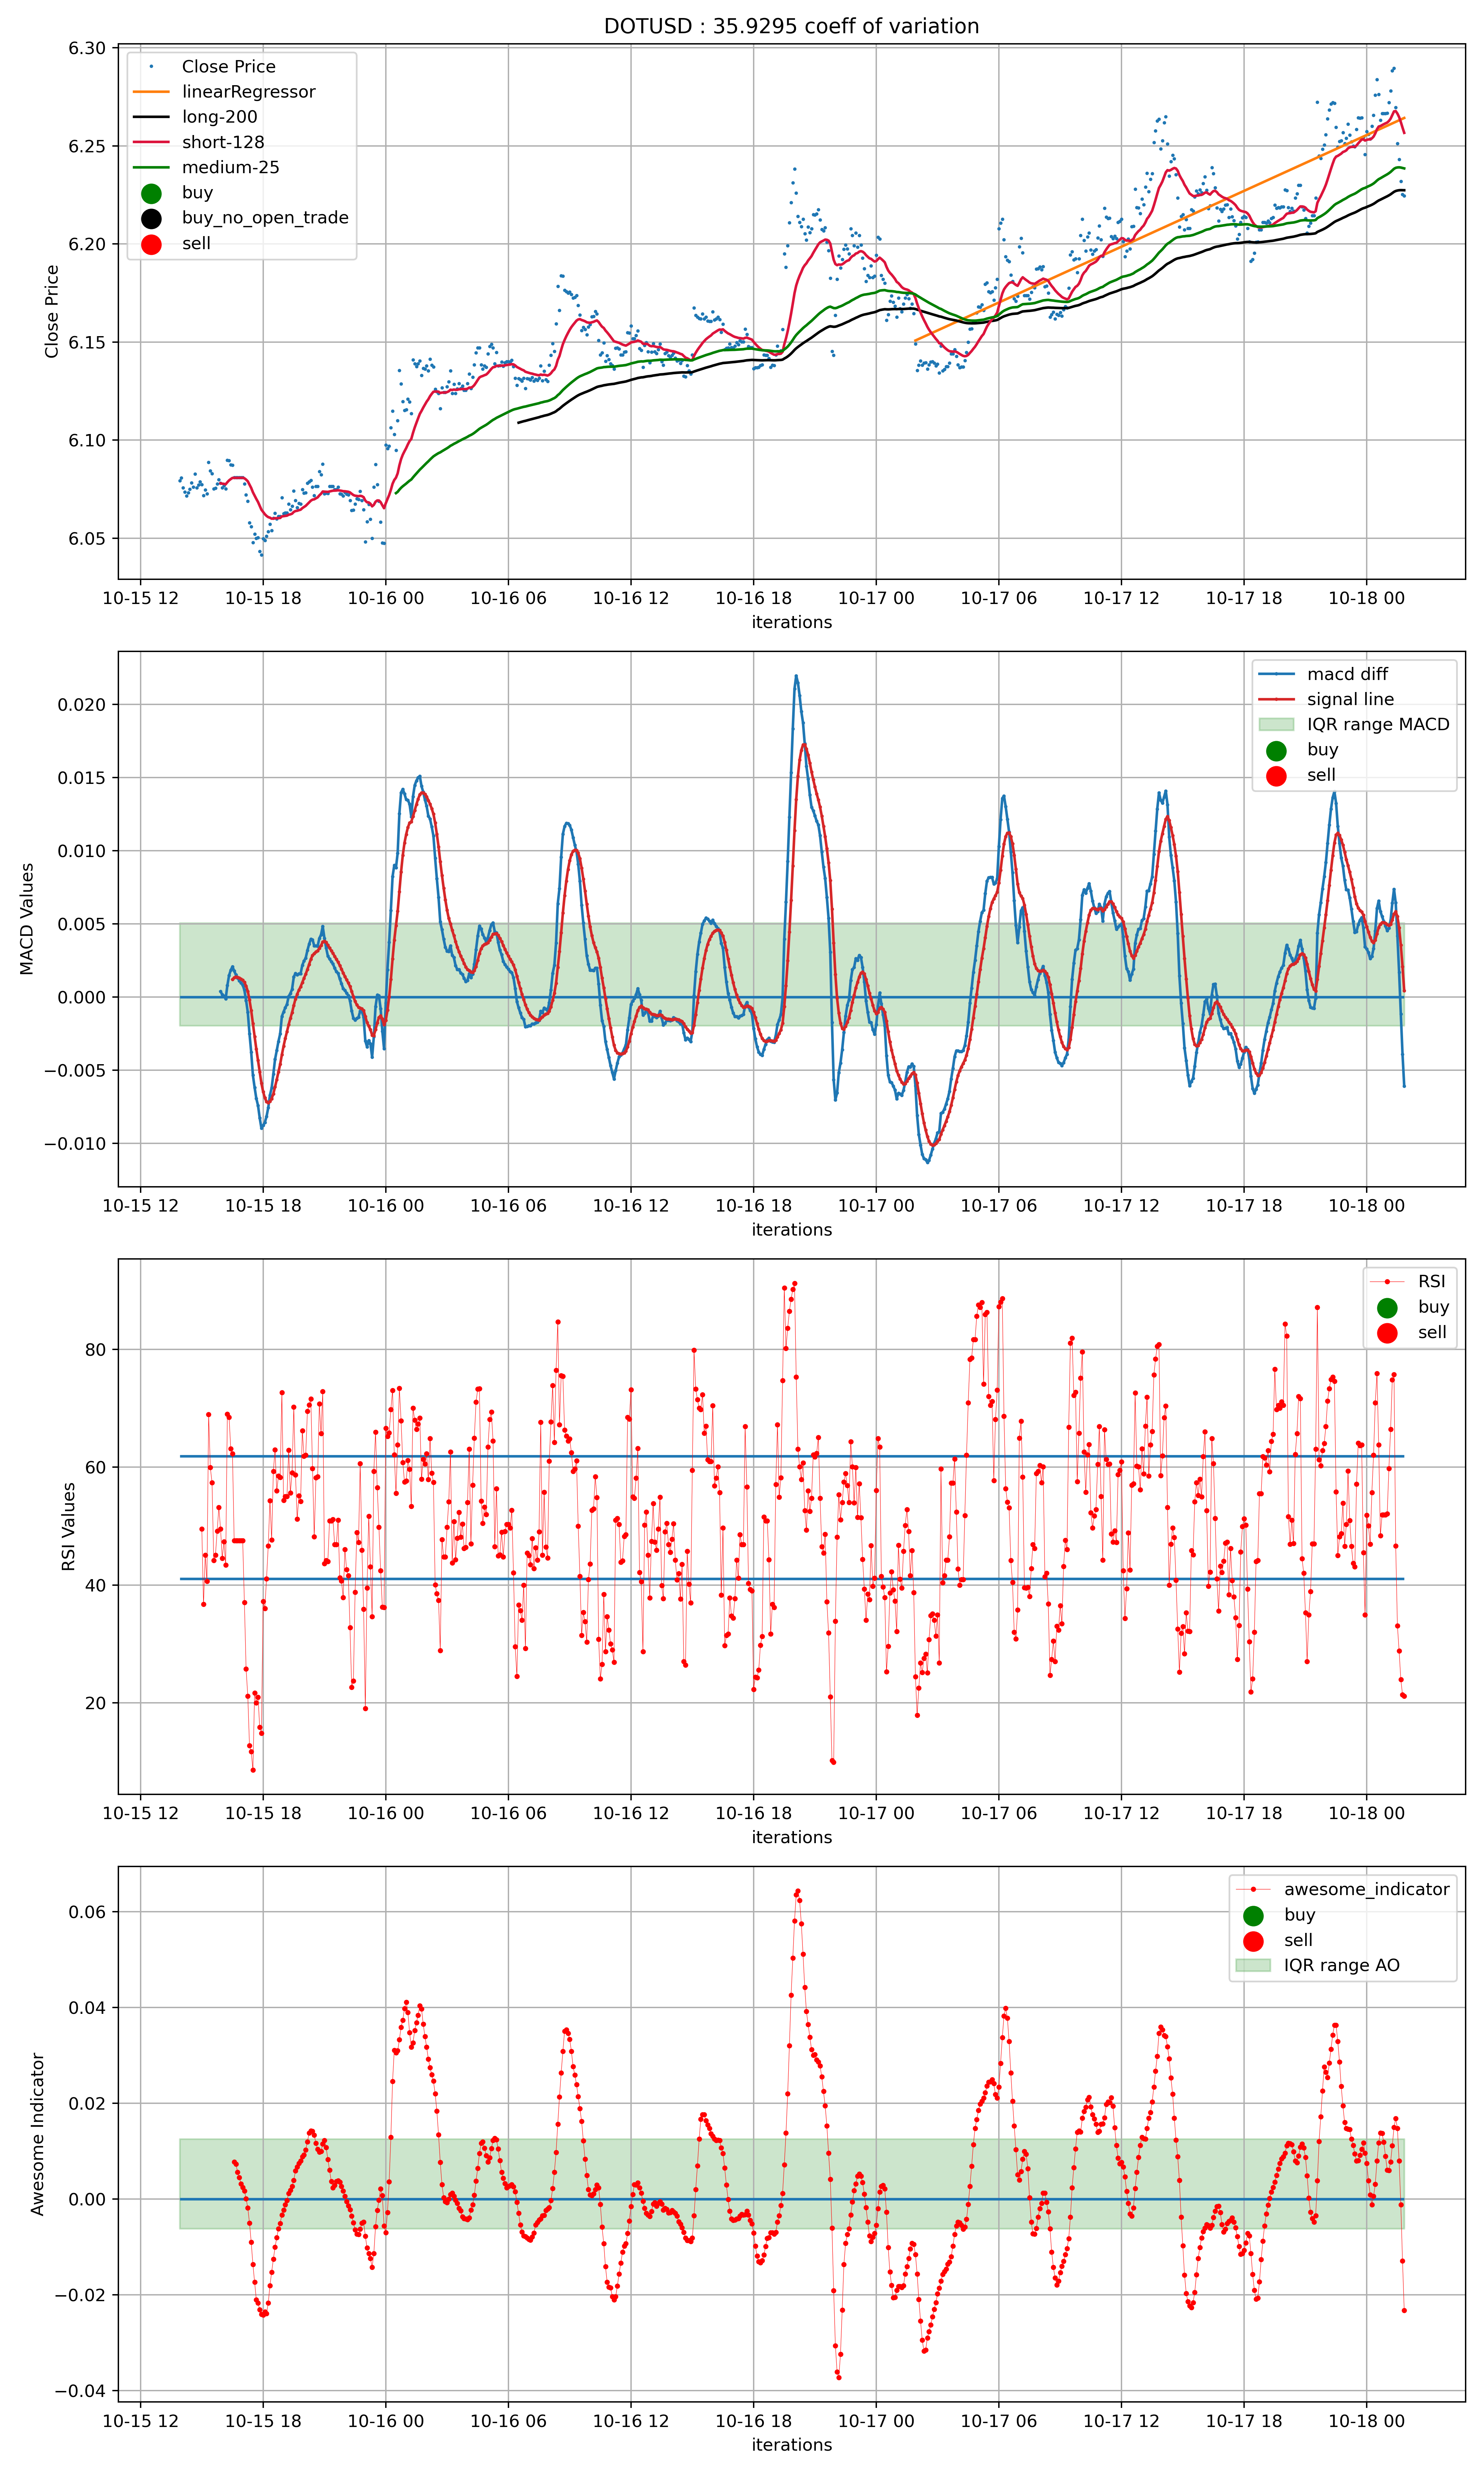 DOTUSD : 35.9295 coeff of variation
Close Price
6.30
6.25
6.20
6.15
6.10
6.05
Close Price
linearRegressor
long-200
short-128
medium-25
buy
buy_no_open_trade
sell
10-15 12
10-15 18
10-16 00
10-16 06
10-16 12
10-16 18
10-17 00
10-17 06
10-17 12
10-17 18
10-18 00
iterations
MACD Values
0.020
0.015
0.010
0.005
0.000
−0.005
−0.010
macd diff
signal line
IQR range MACD
buy
sell
10-15 12
10-15 18
10-16 00
10-16 06
10-16 12
10-16 18
10-17 00
10-17 06
10-17 12
10-17 18
10-18 00
iterations
RSI Values
80
60
40
20
RSI
buy
sell
10-15 12
10-15 18
10-16 00
10-16 06
10-16 12
10-16 18
10-17 00
10-17 06
10-17 12
10-17 18
10-18 00
iterations
Awesome Indicator
0.06
0.04
0.02
0.00
−0.02
−0.04
awesome_indicator
buy
sell
IQR range AO
10-15 12
10-15 18
10-16 00
10-16 06
10-16 12
10-16 18
10-17 00
10-17 06
10-17 12
10-17 18
10-18 00
iterations